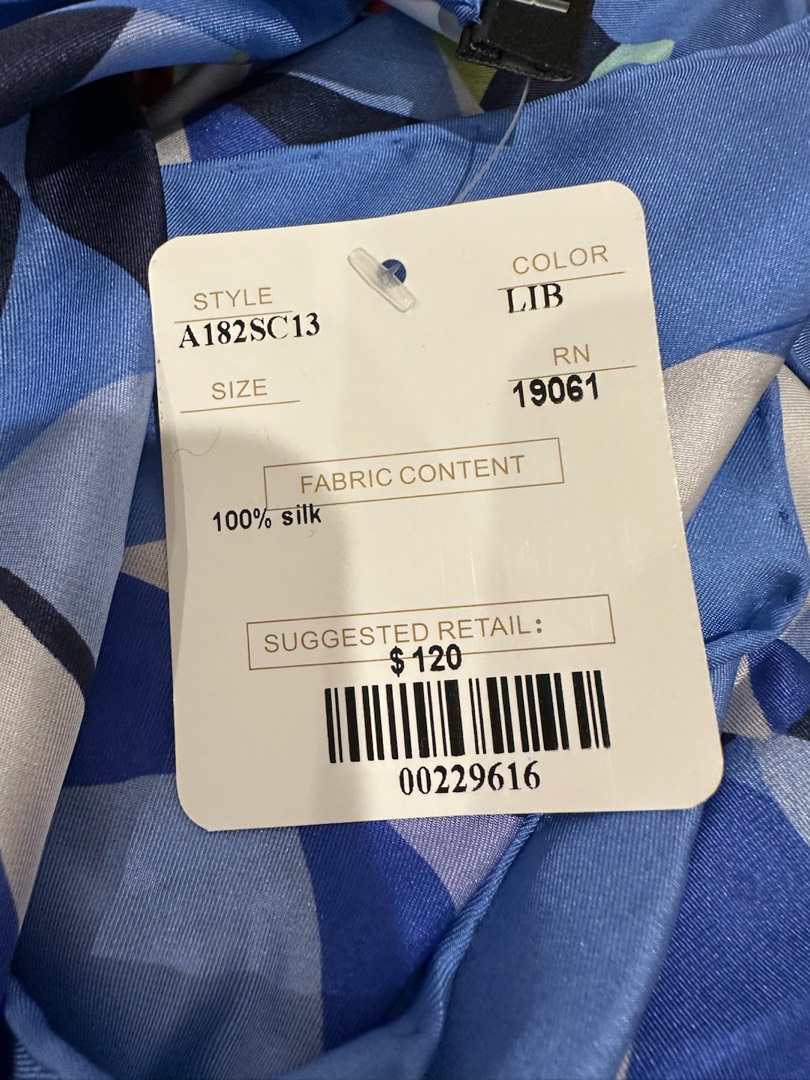 STYLE
A182SC13
COLOR
LIB
SIZE
RN
19061
FABRIC CONTENT
100% silk
SUGGESTED RETAIL:
$120
00229616